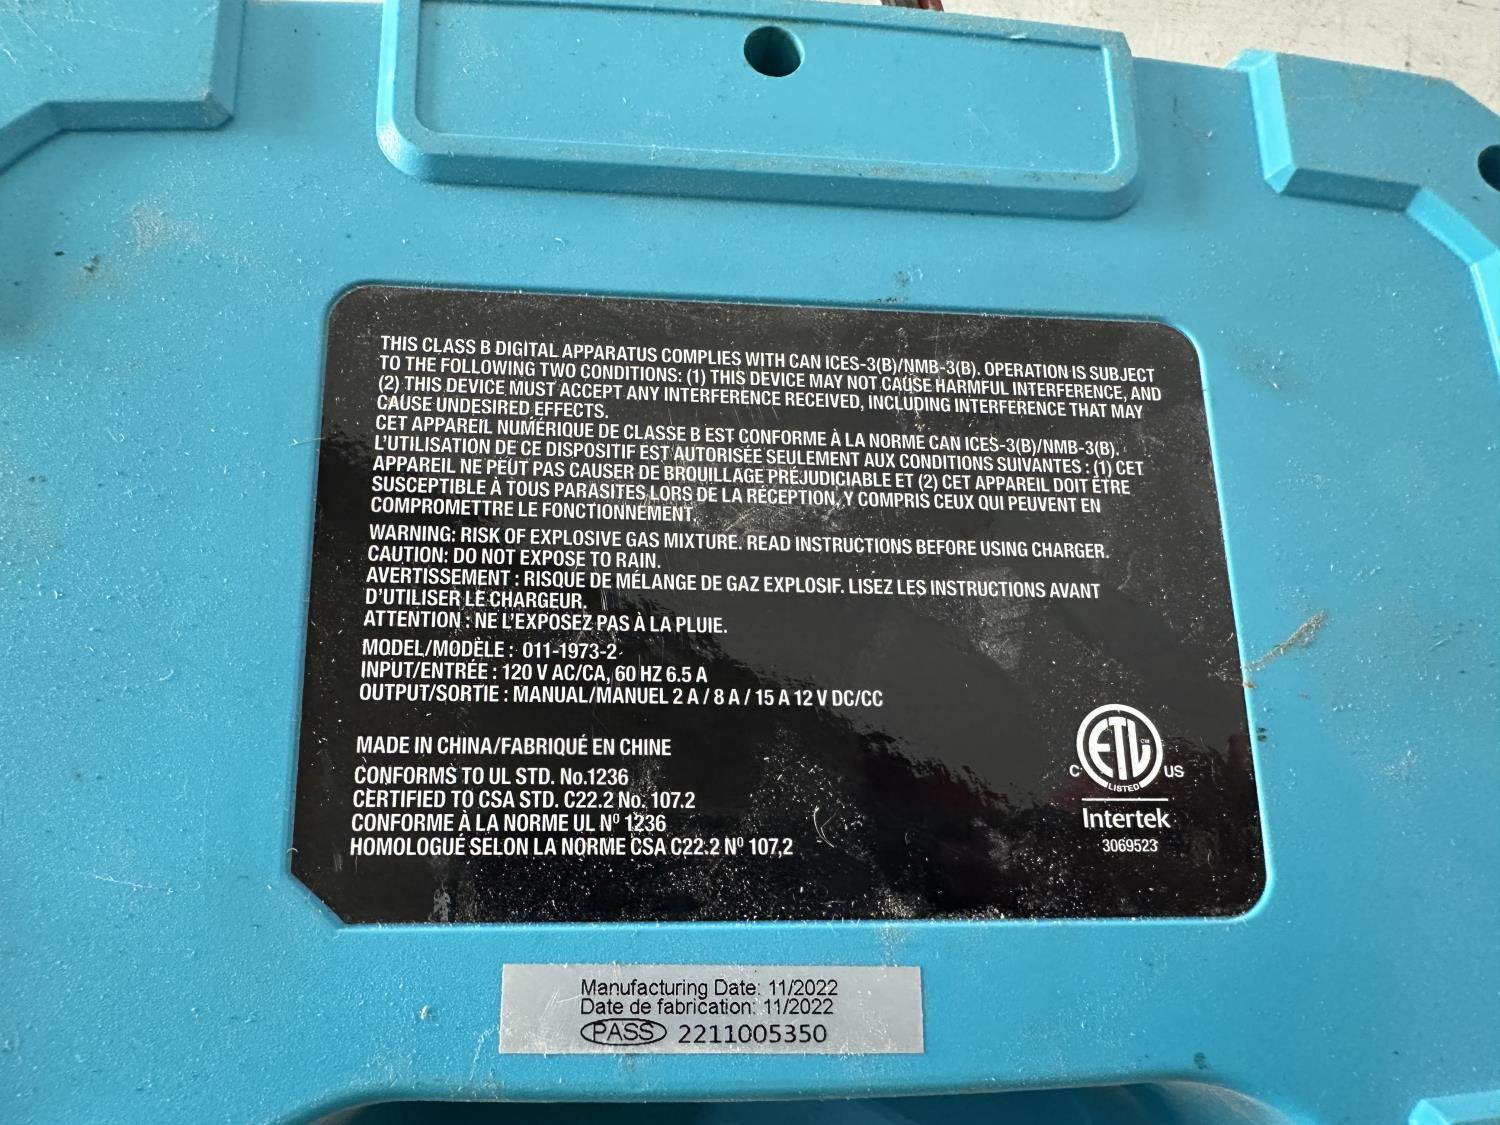 THIS CLASS B DIGITAL APPARATUS COMPLIES WITH CAN ICES-3(B)/NMB-3(B). OPERATION IS SUBJECT
TO THE FOLLOWING TWO CONDITIONS: (1) THIS DEVICE MAY NOT CAUSE HARMFUL INTERFERENCE, AND
(2) THIS DEVICE MUST ACCEPT ANY INTERFERENCE RECEIVED, INCLUDING INTERFERENCE THAT MAY
CAUSE UNDESIRED EFFECTS.
CET APPAREIL NUMÉRIQUE DE CLASSE B EST CONFORME À LA NORME CAN ICES-3(B)/NMB-3(B).
L'UTILISATION DE CE DISPOSITIF EST AUTORISÉE SEULEMENT AUX CONDITIONS SUIVANTES : (1) CET
APPAREIL NE PEUT PAS CAUSER DE BROUILLAGE PRÉJUDICIABLE ET (2) CET APPAREIL DOIT ÊTRE
SUSCEPTIBLE À TOUS PARASITES LORS DE LA RÉCEPTION, Y COMPRIS CEUX QUI PEUVENT EN
COMPROMETTRE LE FONCTIONNEMENT.
WARNING: RISK OF EXPLOSIVE GAS MIXTURE. READ INSTRUCTIONS BEFORE USING CHARGER.
CAUTION: DO NOT EXPOSE TO RAIN.
AVERTISSEMENT : RISQUE DE MÉLANGE DE GAZ EXPLOSIF. LISEZ LES INSTRUCTIONS AVANT
D'UTILISER LE CHARGEUR.
ATTENTION : NE L'EXPOSEZ PAS À LA PLUIE.
MODEL/MODÈLE : 011-1973-2
INPUT/ENTRÉE : 120 V AC/CA, 60 HZ 6.5 A
OUTPUT/SORTIE : MANUAL/MANUEL 2 A / 8 A / 15 A 12 V DC/CC
MADE IN CHINA/FABRIQUÉ EN CHINE
CONFORMS TO UL STD. No.1236
CERTIFIED TO CSA STD. C22.2 No. 107.2
CONFORME À LA NORME UL Nº 1236
HOMOLOGUÉ SELON LA NORME CSA C22.2 Nº 107,2
ETL CM
C US
LISTED
Intertek
3069523
Manufacturing Date: 11/2022
Date de fabrication: 11/2022
PASS 2211005350